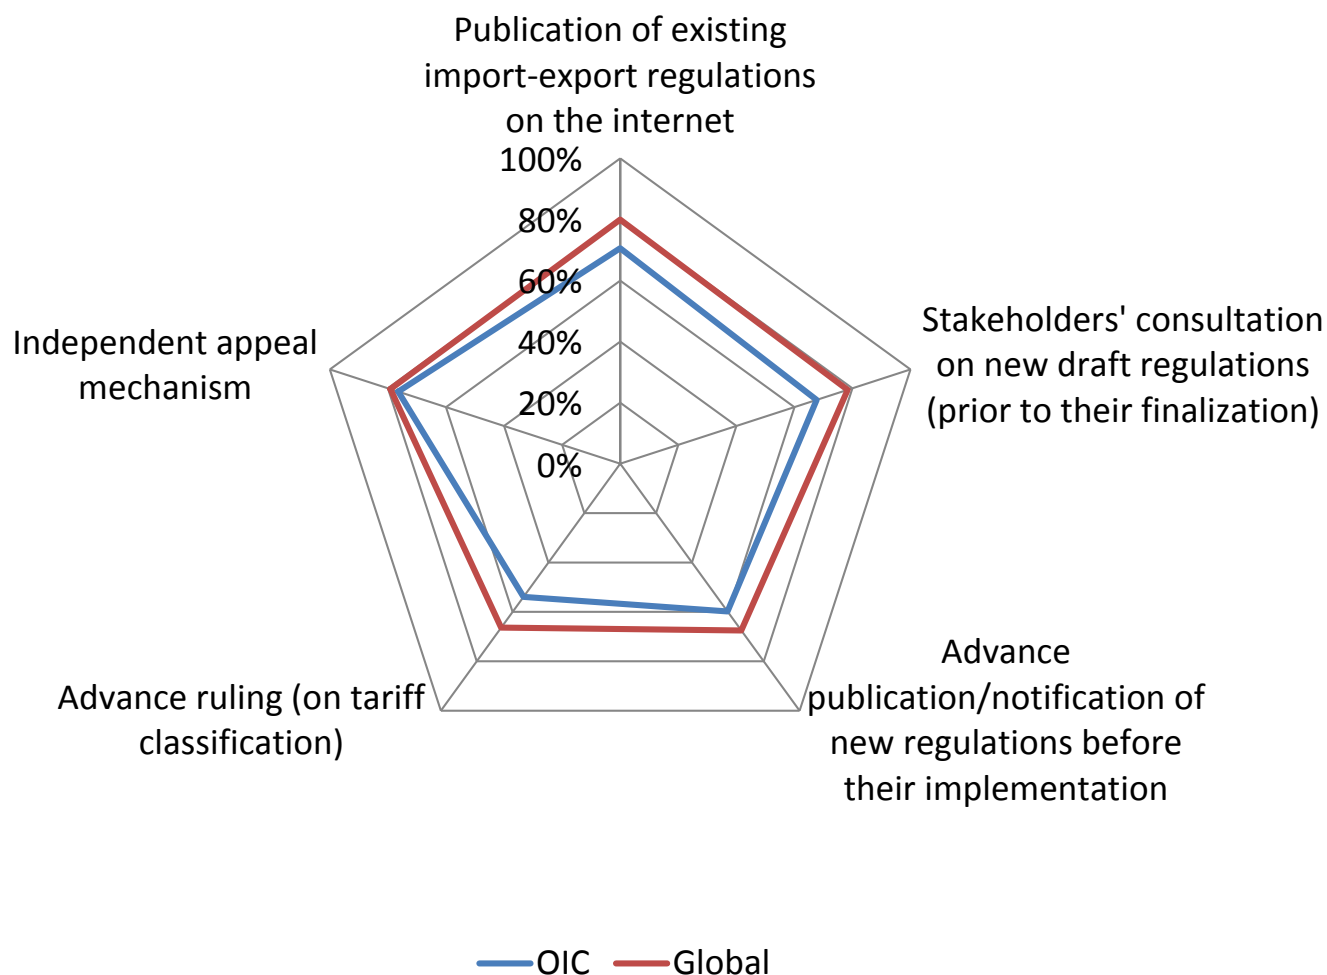 Publication of existing
import-export regulations
on the internet
100%
80%
60%
40%
20%
0%
Stakeholders' consultation
on new draft regulations
(prior to their finalization)
Independent appeal
mechanism
Advance
publication/notification of
new regulations before
their implementation
Advance ruling (on tariff
classification)
OIC
Global